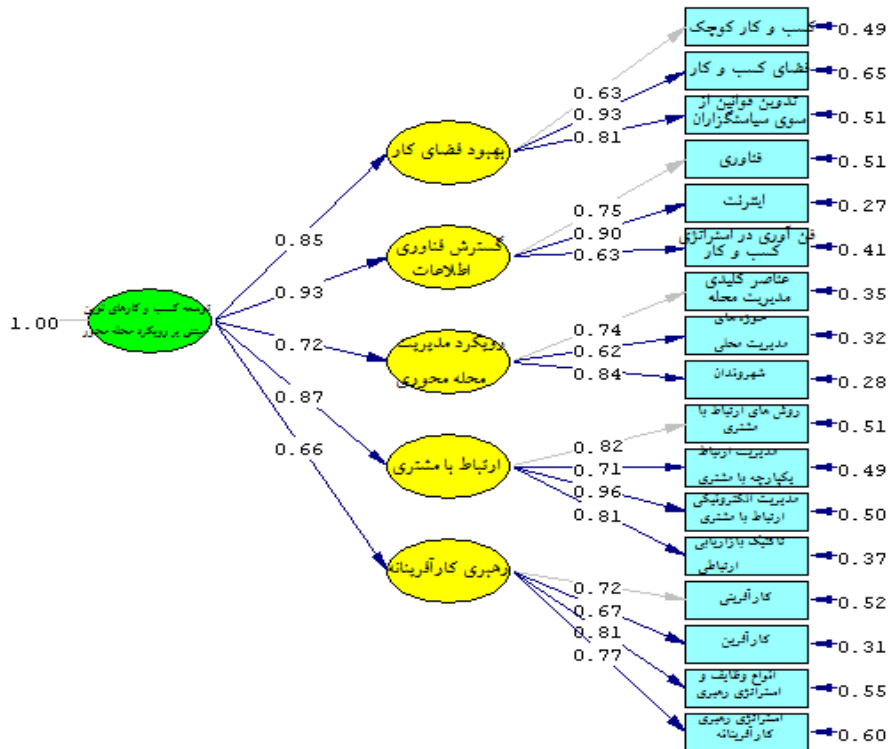 کسب و کار کوچک
0.49
فضای کسب و کار
0.65
تدوین قوانین از
سوی سیاستگزاران
0.51
فناوری
0.51
اینترنت
0.27
فن آوری در استراتژی
کسب و کار
0.41
عناصر کلیدی
مدیریت محله
0.35
حوزه های
مدیریت محلی
0.32
شهروندان
0.28
روش های ارتباط با
مشتری
0.51
مدیریت ارتباط
یکپارچه با مشتری
0.49
مدیریت الکترونیکی
ارتباط با مشتری
0.50
تاکتیک بازاریابی
ارتباطی
0.37
کارآفرینی
0.52
کارآفرین
0.31
انواع وظایف و
استراتژی رهبری
0.55
استراتژی رهبری
کارآفرینانه
0.60
0.63
0.93
0.81
0.75
0.90
0.63
0.74
0.62
0.84
0.82
0.71
0.96
0.81
0.72
0.67
0.81
0.77
بهبود فضای کار
گسترش فناوری
اطلاعات
رویکرد مدیریت
محله محوری
ارتباط با مشتری
رهبری کارآفرینانه
0.85
0.93
0.72
0.87
0.66
توسعه کسب و کارهای نوین
مبتنی بر رویکرد محله محور
1.00